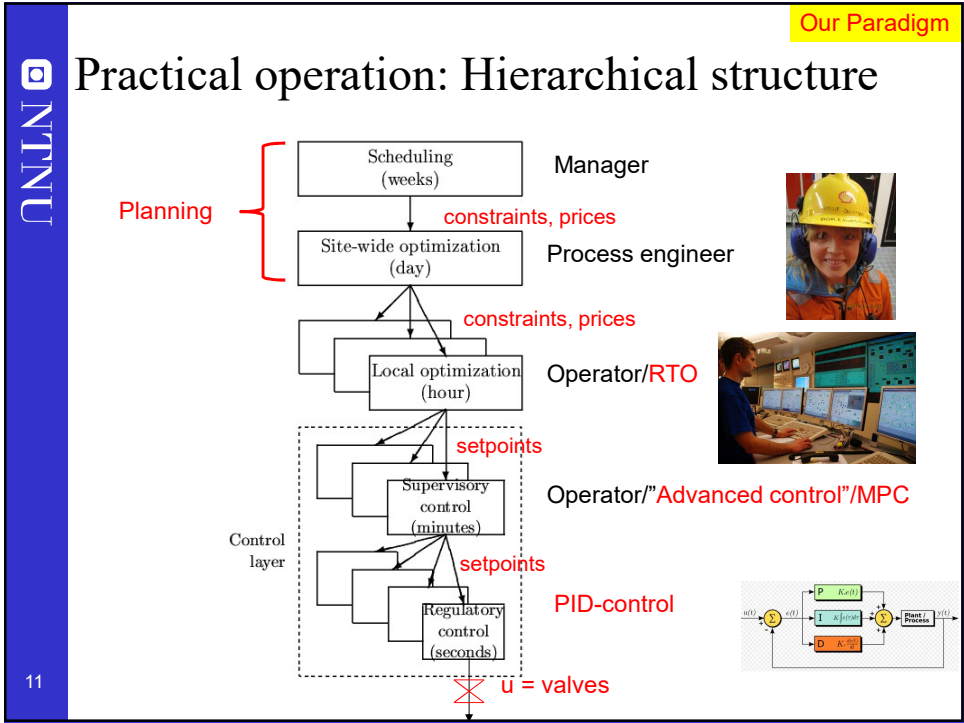 Our Paradigm
NTNU
Practical operation: Hierarchical structure
Scheduling
(weeks)
Manager
Planning
constraints, prices
Site-wide optimization
(day)
Process engineer
constraints, prices
Local optimization
(hour)
Operator/RTO
setpoints
Supervisory
control
(minutes)
Operator/”Advanced control”/MPC
Control
layer
setpoints
Regulatory
control
(seconds)
PID-control
u(t)
e(t)
Σ
P
I
D
Σ
Plant /
Process
y(t)
u = valves
11